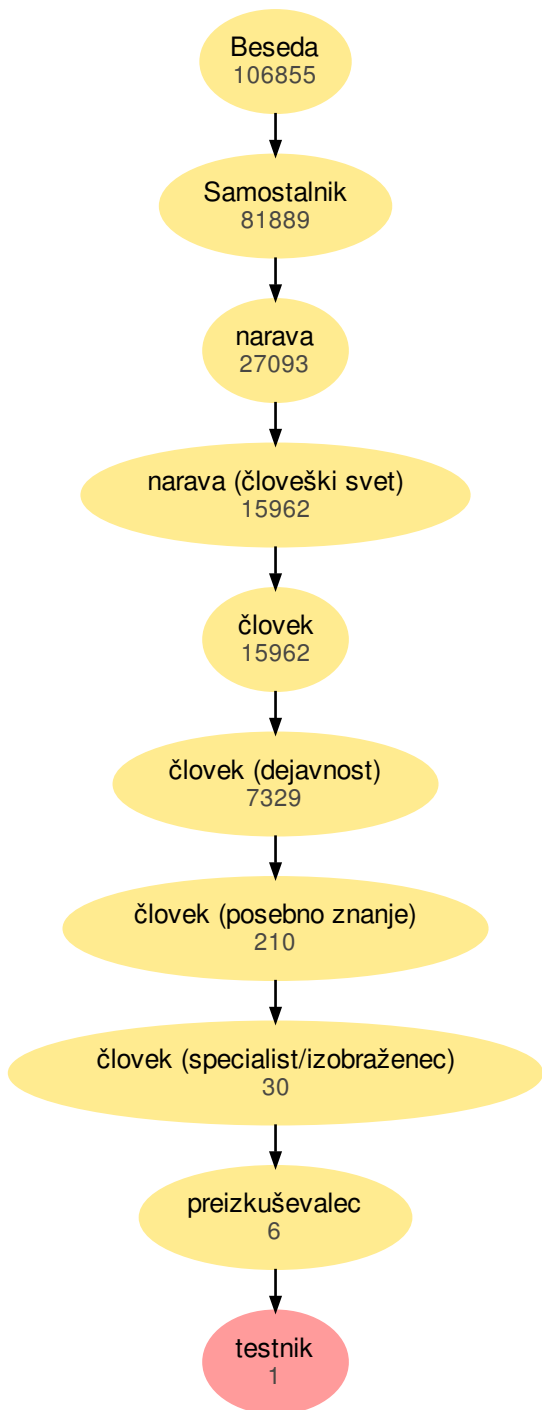 Beseda
106855
Samostalnik
81889
narava
27093
narava (človeški svet)
15962
človek
15962
človek (dejavnost)
7329
človek (posebno znanje)
210
človek (specialist/izobraženec)
30
preizkuševalec
6
testnik
1